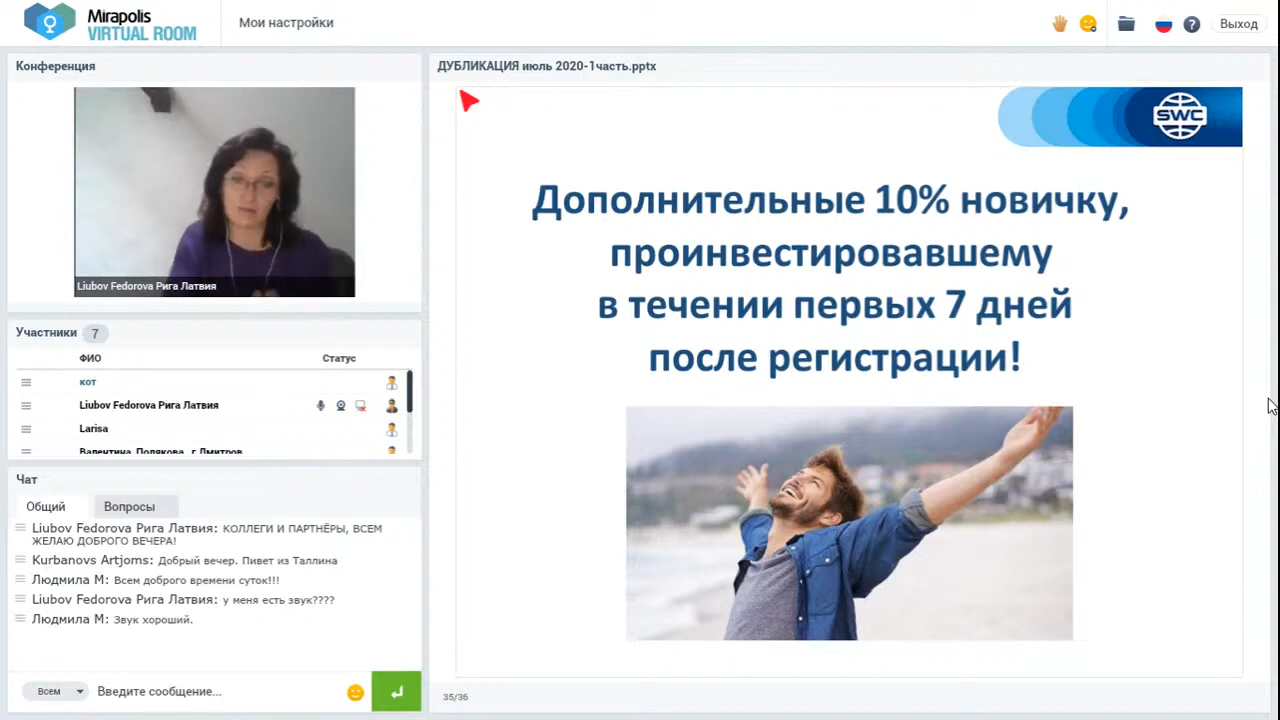 Mirapolis
VIRTUAL ROOM
Мои настройки
Выход
Конференция
Liubov Fedorova Рига Латвия
Участники 7
ФИО Статус
кот
Liubov Fedorova Рига Латвия
Larisa
Валентина Полякова г Дмитров
Чат
Общий Вопросы
Liubov Fedorova Рига Латвия: КОЛЛЕГИ И ПАРТНЁРЫ, ВСЕМ
ЖЕЛАЮ ДОБРОГО ВЕЧЕРА!
Kurbanovs Artjoms: Добрый вечер. Пивет из Таллина
Людмила М: Всем доброго времени суток!!!
Liubov Fedorova Рига Латвия: у меня есть звук????
Людмила М: Звук хороший.
Всем Введите сообщение...
ДУБЛИКАЦИЯ июль 2020-1часть.pptx
SWC
Дополнительные 10% новичку,
проинвестировавшему
в течении первых 7 дней
после регистрации!
35/36